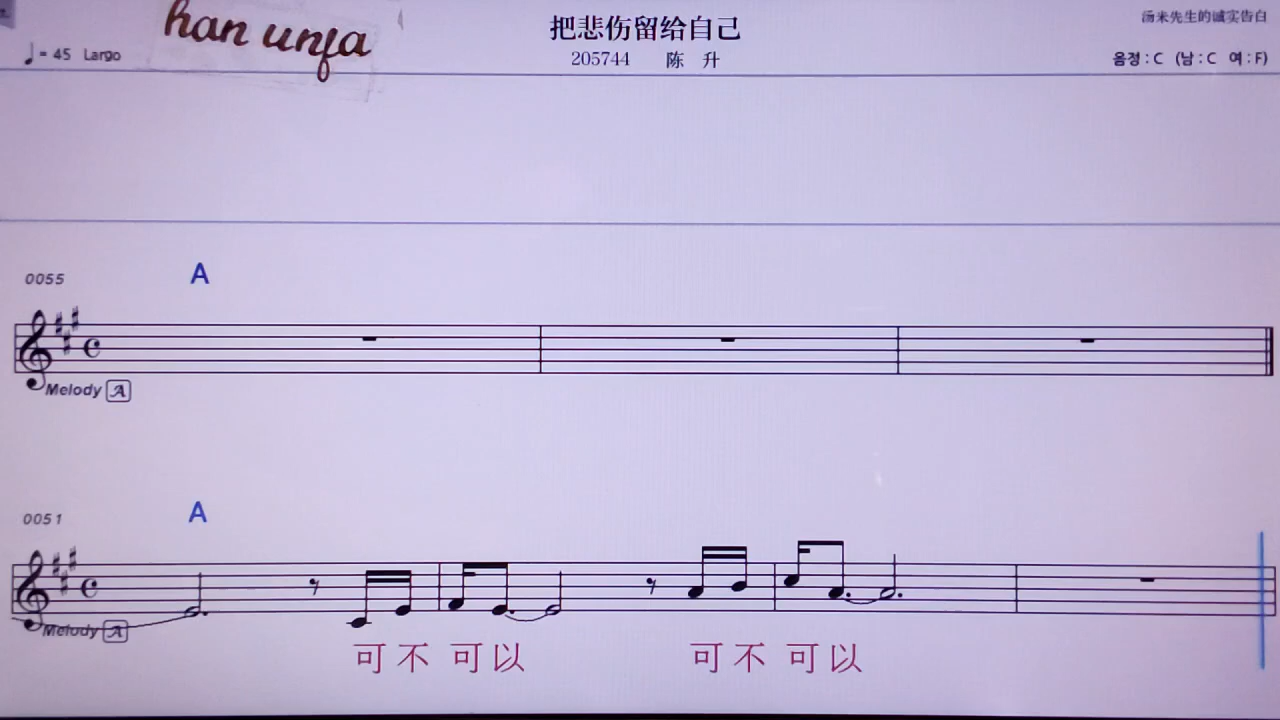 han unja
把悲伤留给自己
汤米先生的诚实告白
♩= 45 Largo
205744 陈 升
음정 : C (남 : C 여 : F)
0055 A
Melody A
0051 A
Melody A
可不 可以 可不 可以